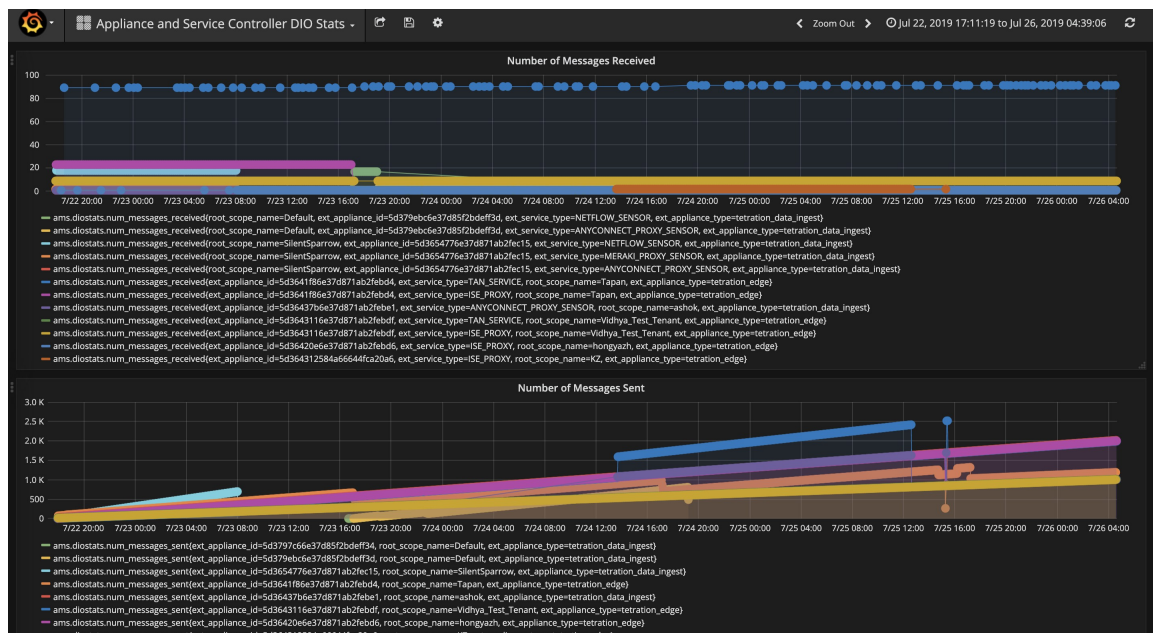 Appliance and Service Controller DIO Stats
Zoom Out Jul 22, 2019 17:11:19 to Jul 26, 2019 04:39:06
Number of Messages Received
100
80
60
40
20
0
7/22 20:00 7/23 00:00 7/23 04:00 7/23 08:00 7/23 12:00 7/23 16:00 7/23 20:00 7/24 00:00 7/24 04:00 7/24 08:00 7/24 12:00 7/24 16:00 7/24 20:00 7/25 00:00 7/25 04:00 7/25 08:00 7/25 12:00 7/25 16:00 7/25 20:00 7/26 00:00 7/26 04:00
ams.diostats.num_messages_received{root_scope_name=Default, ext_appliance_id=5d379ebc6e37d85f2bdeff3d, ext_service_type=NETFLOW_SENSOR, ext_appliance_type=tetration_data_ingest}
ams.diostats.num_messages_received{root_scope_name=Default, ext_appliance_id=5d379ebc6e37d85f2bdeff3d, ext_service_type=ANYCONNECT_PROXY_SENSOR, ext_appliance_type=tetration_data_ingest}
ams.diostats.num_messages_received{root_scope_name=SilentSparrow, ext_appliance_id=5d3654776e37d871ab2fec15, ext_service_type=NETFLOW_SENSOR, ext_appliance_type=tetration_data_ingest}
ams.diostats.num_messages_received{root_scope_name=SilentSparrow, ext_appliance_id=5d3654776e37d871ab2fec15, ext_service_type=MERAKI_PROXY_SENSOR, ext_appliance_type=tetration_data_ingest}
ams.diostats.num_messages_received{root_scope_name=SilentSparrow, ext_appliance_id=5d3654776e37d871ab2fec15, ext_service_type=ANYCONNECT_PROXY_SENSOR, ext_appliance_type=tetration_data_ingest}
ams.diostats.num_messages_received{ext_appliance_id=5d3641f86e37d871ab2febd4, ext_service_type=TAN_SERVICE, root_scope_name=Tapan, ext_appliance_type=tetration_edge}
ams.diostats.num_messages_received{ext_appliance_id=5d3641f86e37d871ab2febd4, ext_service_type=ISE_PROXY, root_scope_name=Tapan, ext_appliance_type=tetration_edge}
ams.diostats.num_messages_received{ext_appliance_id=5d36437b6e37d871ab2febe1, ext_service_type=ANYCONNECT_PROXY_SENSOR, root_scope_name=ashok, ext_appliance_type=tetration_data_ingest}
ams.diostats.num_messages_received{ext_appliance_id=5d3643116e37d871ab2febdf, ext_service_type=TAN_SERVICE, root_scope_name=Vidhya_Test_Tenant, ext_appliance_type=tetration_edge}
ams.diostats.num_messages_received{ext_appliance_id=5d3643116e37d871ab2febdf, ext_service_type=ISE_PROXY, root_scope_name=Vidhya_Test_Tenant, ext_appliance_type=tetration_edge}
ams.diostats.num_messages_received{ext_appliance_id=5d36420e6e37d871ab2febd6, ext_service_type=ISE_PROXY, root_scope_name=hongyazh, ext_appliance_type=tetration_edge}
ams.diostats.num_messages_received{ext_appliance_id=5d364312584a66644fca20a6, ext_service_type=ISE_PROXY, root_scope_name=KZ, ext_appliance_type=tetration_edge}
Number of Messages Sent
3.0 K
2.5 K
2.0 K
1.5 K
1.0 K
500
0
7/22 20:00 7/23 00:00 7/23 04:00 7/23 08:00 7/23 12:00 7/23 16:00 7/23 20:00 7/24 00:00 7/24 04:00 7/24 08:00 7/24 12:00 7/24 16:00 7/24 20:00 7/25 00:00 7/25 04:00 7/25 08:00 7/25 12:00 7/25 16:00 7/25 20:00 7/26 00:00 7/26 04:00
ams.diostats.num_messages_sent{ext_appliance_id=5d3797c66e37d85f2bdeff34, root_scope_name=Default, ext_appliance_type=tetration_data_ingest}
ams.diostats.num_messages_sent{ext_appliance_id=5d379ebc6e37d85f2bdeff3d, root_scope_name=Default, ext_appliance_type=tetration_data_ingest}
ams.diostats.num_messages_sent{ext_appliance_id=5d3654776e37d871ab2fec15, root_scope_name=SilentSparrow, ext_appliance_type=tetration_data_ingest}
ams.diostats.num_messages_sent{ext_appliance_id=5d3641f86e37d871ab2febd4, root_scope_name=Tapan, ext_appliance_type=tetration_edge}
ams.diostats.num_messages_sent{ext_appliance_id=5d36437b6e37d871ab2febe1, root_scope_name=ashok, ext_appliance_type=tetration_data_ingest}
ams.diostats.num_messages_sent{ext_appliance_id=5d3643116e37d871ab2febdf, root_scope_name=Vidhya_Test_Tenant, ext_appliance_type=tetration_edge}
ams.diostats.num_messages_sent{ext_appliance_id=5d36420e6e37d871ab2febd6, root_scope_name=hongyazh, ext_appliance_type=tetration_edge}